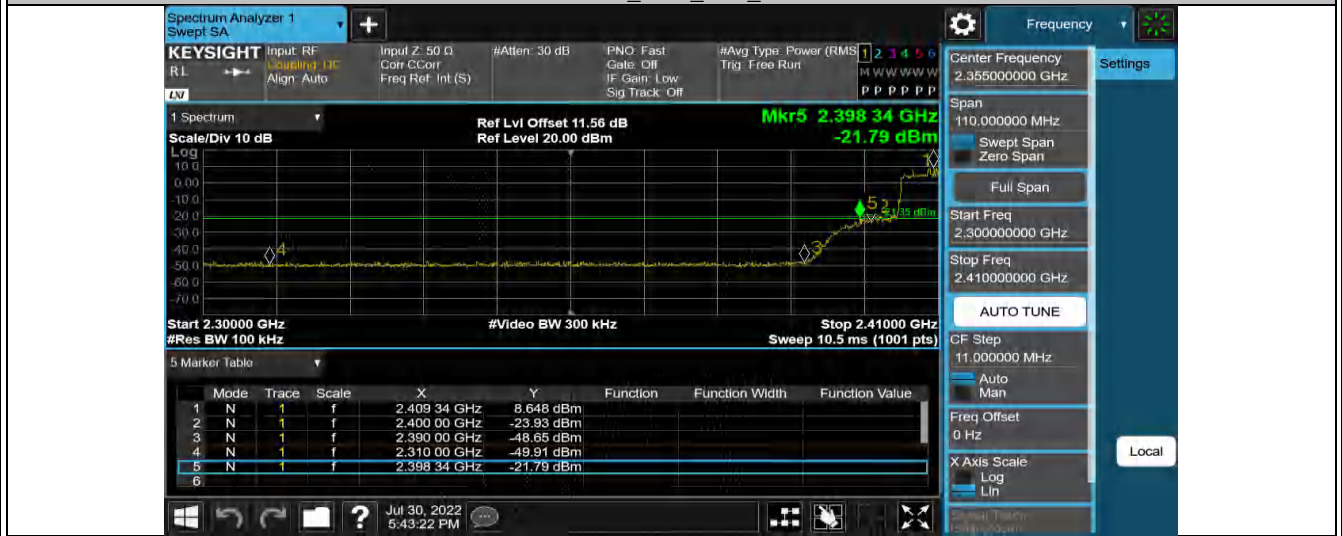 Spectrum Analyzer 1
Swept SA
+
Frequency
KEYSIGHT Input: RF Input Z: 50 Ω #Atten: 30 dB PNO: Fast #Avg Type: Power (RMS 1 2 3 4 5 6
RL Coupling: DC Corr CCorr Gate: Off Trig: Free Run M W W W W W
Align: Auto Freq Ref: Int (S) IF Gain: Low
LXI Sig Track: Off P P P P P P
Center Frequency
2.355000000 GHz
Settings
1 Spectrum
Scale/Div 10 dB
Ref Lvl Offset 11.56 dB
Ref Level 20.00 dBm
Mkr5 2.398 34 GHz
-21.79 dBm
Log
10.0
0.00
-10.0
-20.0
-30.0
-40.0
-50.0
-60.0
-70.0
1
5 2
3
4
Start 2.30000 GHz #Video BW 300 kHz Stop 2.41000 GHz
#Res BW 100 kHz Sweep 10.5 ms (1001 pts)
Span
110.000000 MHz
Swept Span
Zero Span
Full Span
Start Freq
2.300000000 GHz
Stop Freq
2.410000000 GHz
AUTO TUNE
CF Step
11.000000 MHz
Auto
Man
Freq Offset
0 Hz
X Axis Scale
Log
Lin
Local
5 Marker Table
Mode Trace Scale X Y Function Function Width Function Value
1 N 1 f 2.409 34 GHz 8.648 dBm
2 N 1 f 2.400 00 GHz -23.93 dBm
3 N 1 f 2.390 00 GHz -48.65 dBm
4 N 1 f 2.310 00 GHz -49.91 dBm
5 N 1 f 2.398 34 GHz -21.79 dBm
6
? Jul 30, 2022
5:43:22 PM